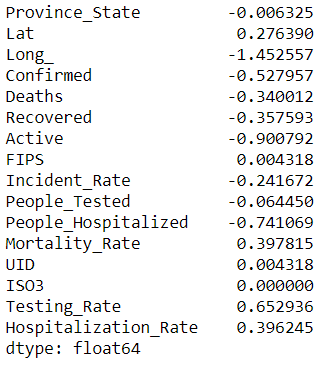 Province_State -0.006325
Lat 0.276390
Long_ -1.452557
Confirmed -0.527957
Deaths -0.340012
Recovered -0.357593
Active -0.900792
FIPS 0.004318
Incident_Rate -0.241672
People_Tested -0.064450
People_Hospitalized -0.741069
Mortality_Rate 0.397815
UID 0.004318
ISO3 0.000000
Testing_Rate 0.652936
Hospitalization_Rate 0.396245
dtype: float64